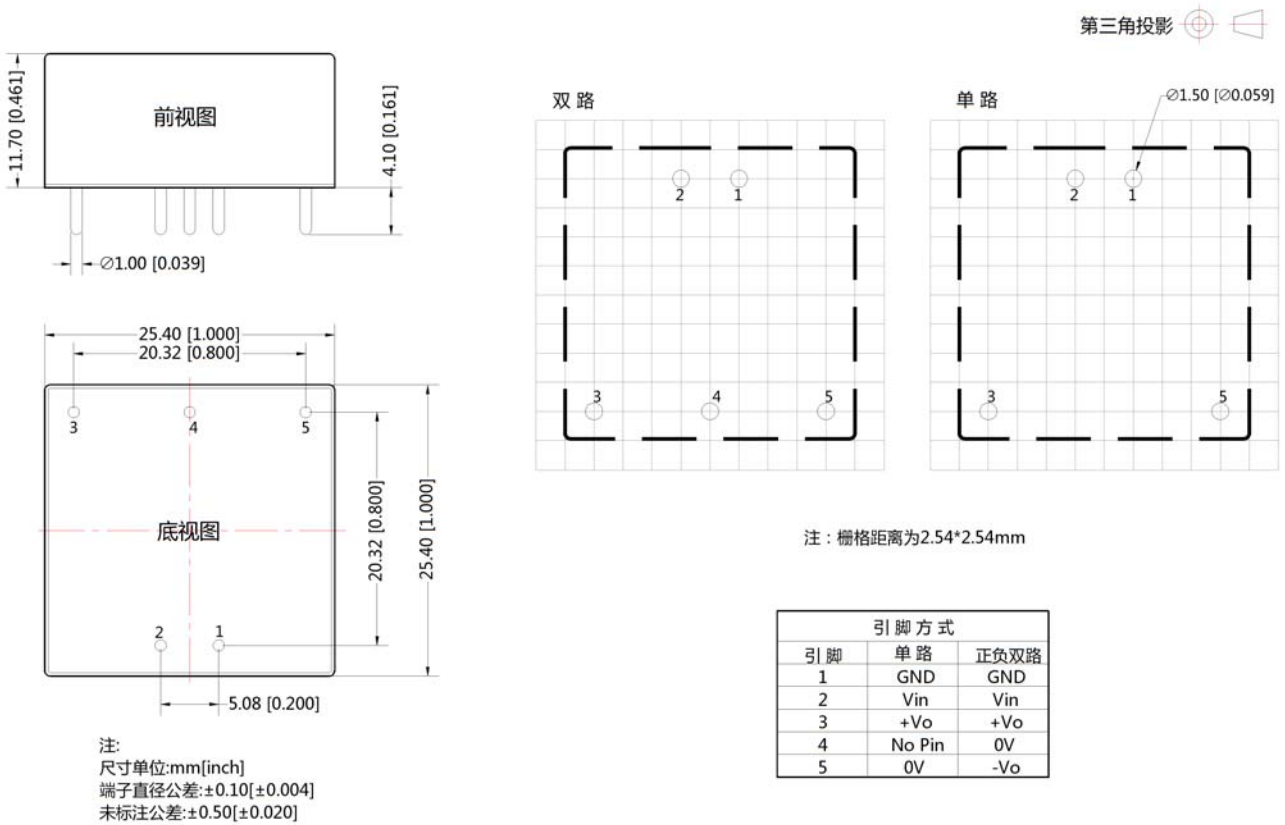 第三角投影
11.70 [0.461]
前视图
4.10 [0.161]
∅1.00 [0.039]
双 路
2
1
3
4
5
单 路
∅1.50 [∅0.059]
2
1
3
5
25.40 [1.000]
20.32 [0.800]
3
4
5
底视图
20.32 [0.800]
25.40 [1.000]
2
1
5.08 [0.200]
注:
尺寸单位:mm[inch]
端子直径公差:±0.10[±0.004]
未标注公差:±0.50[±0.020]
注：栅格距离为2.54*2.54mm
引 脚 方 式
引 脚 单 路 正负双路
1 GND GND
2 Vin Vin
3 +Vo +Vo
4 No Pin 0V
5 0V -Vo